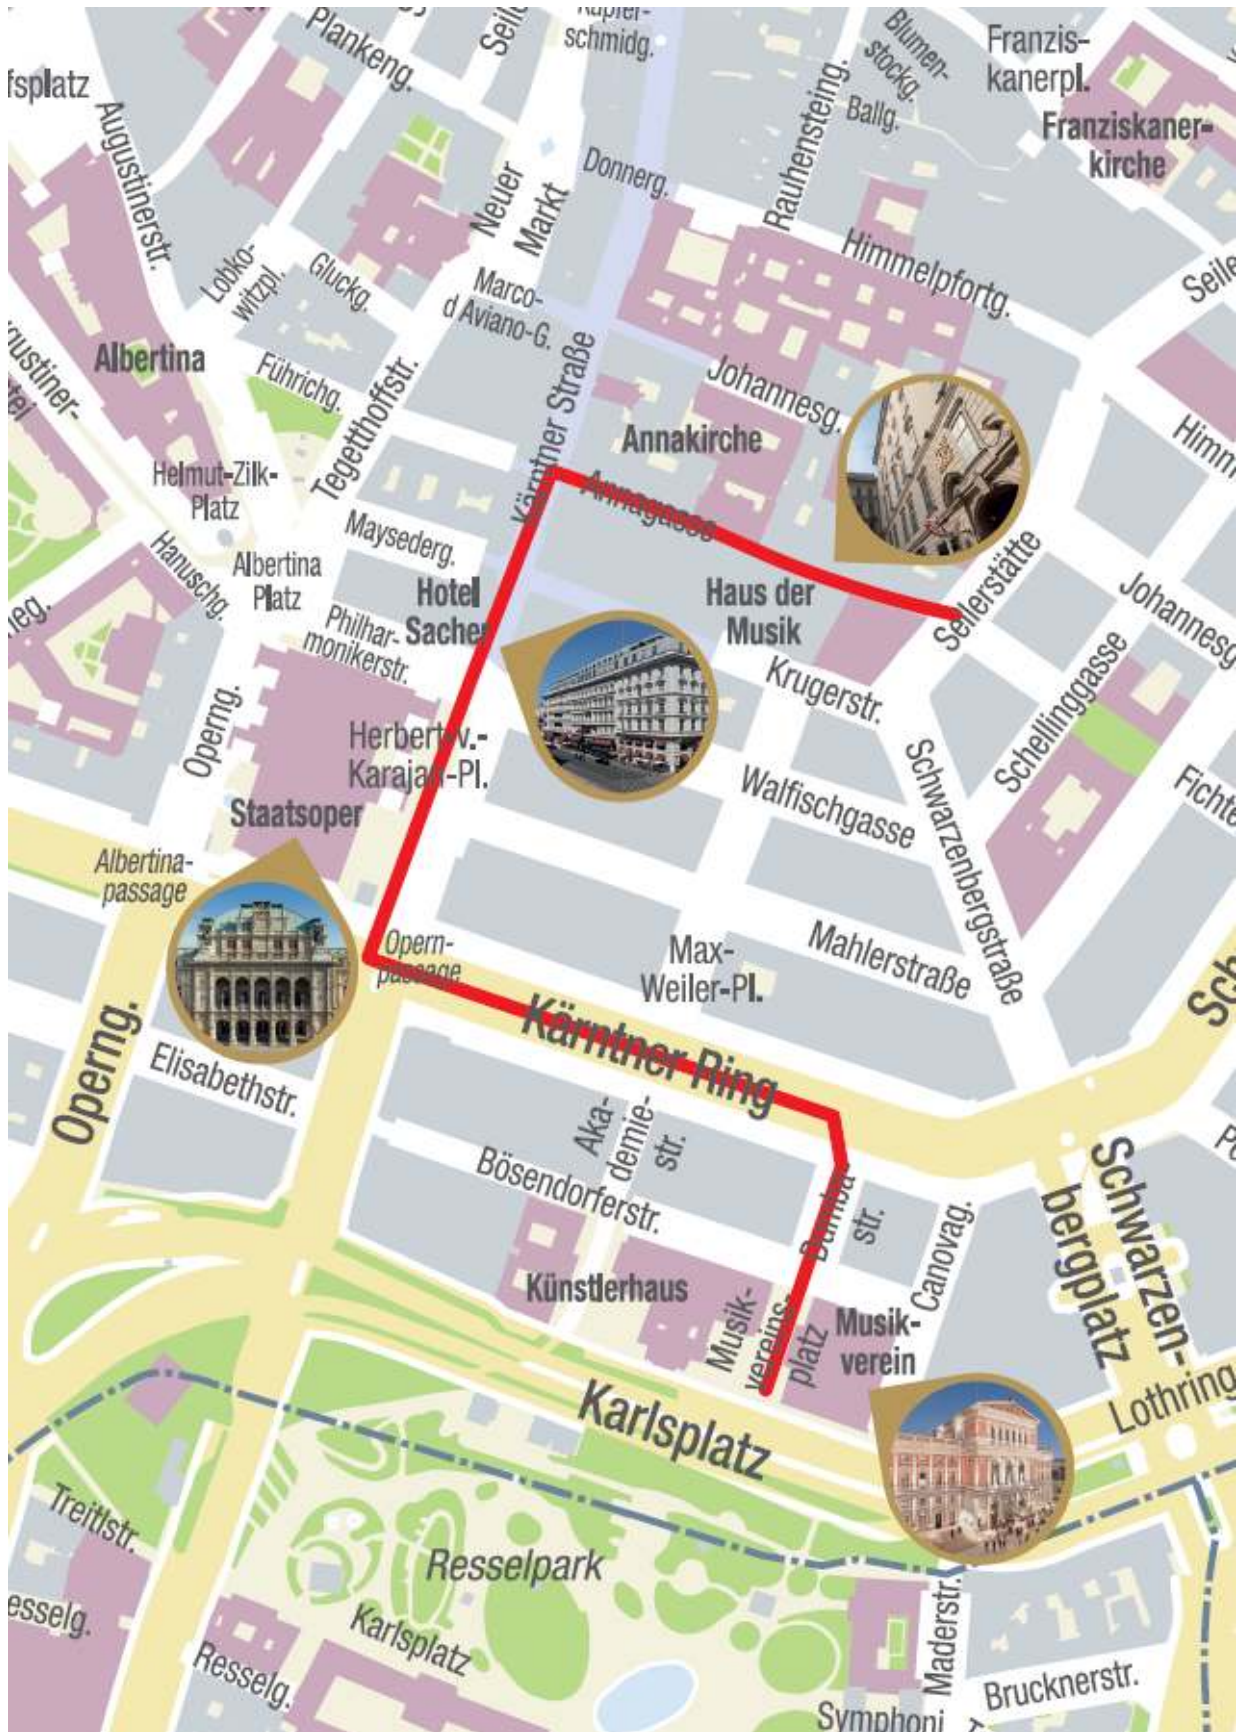 Plankeng.
schmidg.
Blumen-
stockg.
Ballg.
Franzis-
kanerpl.
Franziskaner-
kirche
fsplatz
Augustinerstr.
Neuer
Markt
Donnerg.
Rauhensteing.
Himmelpfortg.
Lobko-
witzpl.
Gluckg.
Marco-
d Aviano-G.
Albertina
Führichg.
Tegetthoffstr.
Kärntner Straße
Johannesg.
Annakirche
Annagasse
Helmut-Zilk-
Platz
Hanuschg.
Albertina
Platz
Maysederg.
Hotel
Sacher
Philhar-
monikerstr.
Haus der
Musik
Seilerstätte
Johannesg
Schellinggasse
Krugerstr.
Operng.
Herbert-v.-
Karajan-Pl.
Staatsoper
Walfischgasse
Schwarzenbergstraße
Fichte
Albertina-
passage
Opern-
passage
Max-
Weiler-Pl.
Mahlerstraße
Kärntner Ring
Operng.
Elisabethstr.
Aka-
demie-
str.
Bösendorferstr.
Dumba-
str.
Canovag.
Schwarzen-
bergplatz
Künstlerhaus
Musik-
vereins-
platz
Musik-
verein
Karlsplatz
Lothring
Treitlstr.
Resselpark
Karlsplatz
esselg.
Resselg.
Maderstr.
Brucknerstr.
Symphoni